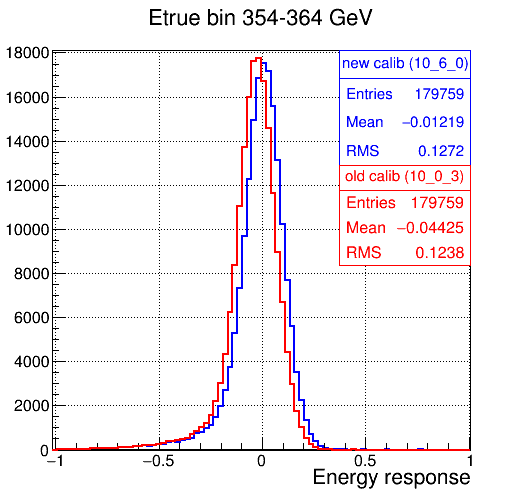 Etrue bin 354-364 GeV
new calib (10_6_0)
Entries 179759
Mean −0.01219
RMS 0.1272
old calib (10_0_3)
Entries 179759
Mean −0.04425
RMS 0.1238
18000
16000
14000
12000
10000
8000
6000
4000
2000
0
−1 −0.5 0 0.5 1
Energy response